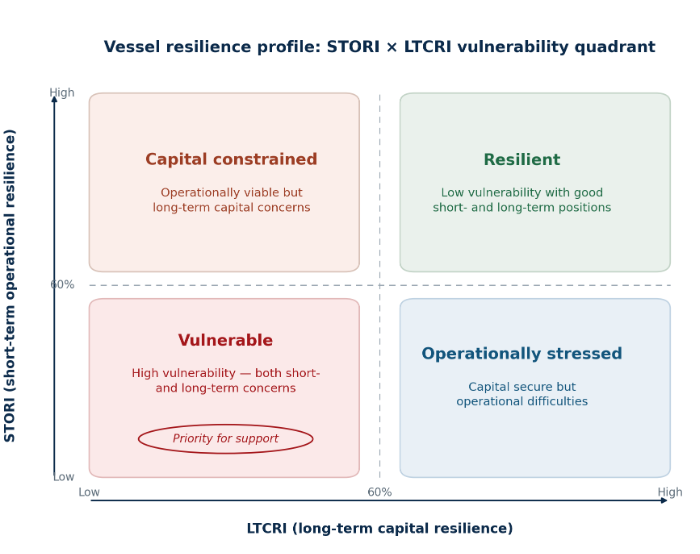 Vessel resilience profile: STORI × LTCRI vulnerability quadrant
High
Capital constrained
Operationally viable but
long-term capital concerns
Resilient
Low vulnerability with good
short- and long-term positions
STORI (short-term operational resilience)
60%
Vulnerable
High vulnerability — both short-
and long-term concerns
Priority for support
Operationally stressed
Capital secure but
operational difficulties
Low
Low
60%
High
LTCRI (long-term capital resilience)